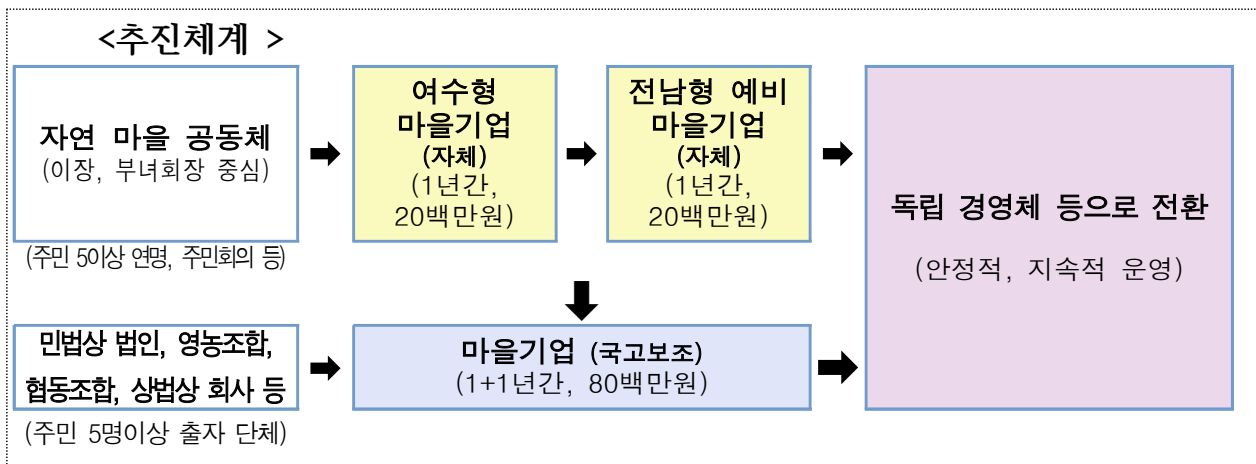 <추진체계 >
자연 마을 공동체
(이장, 부녀회장 중심)
(주민 5이상 연명, 주민회의 등)
여수형
마을기업
(자체)
(1년간,
20백만원)
전남형 예비
마을기업
(자체)
(1년간,
20백만원)
독립 경영체 등으로 전환
(안정적, 지속적 운영)
민법상 법인, 영농조합,
협동조합, 상법상 회사 등
(주민 5명이상 출자 단체)
마을기업 (국고보조)
(1+1년간, 80백만원)